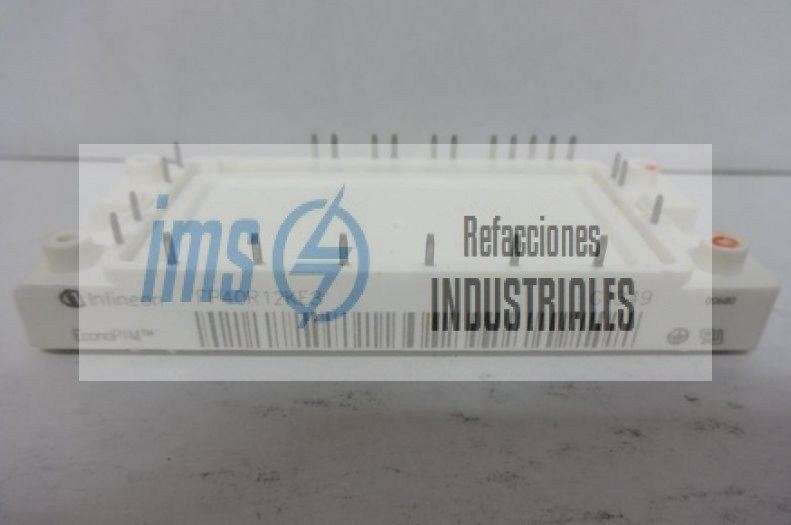 ims
Refacciones
INDUSTRIALES
Infineon FP40R12KE3
EconoPIM™